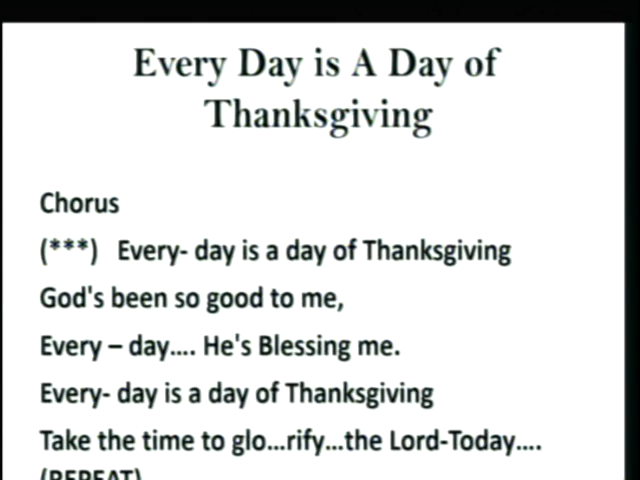 Every Day is A Day of
Thanksgiving
Chorus
(***) Every- day is a day of Thanksgiving
God's been so good to me,
Every – day.... He's Blessing me.
Every- day is a day of Thanksgiving
Take the time to glo...rify...the Lord-Today....
(REPEAT)